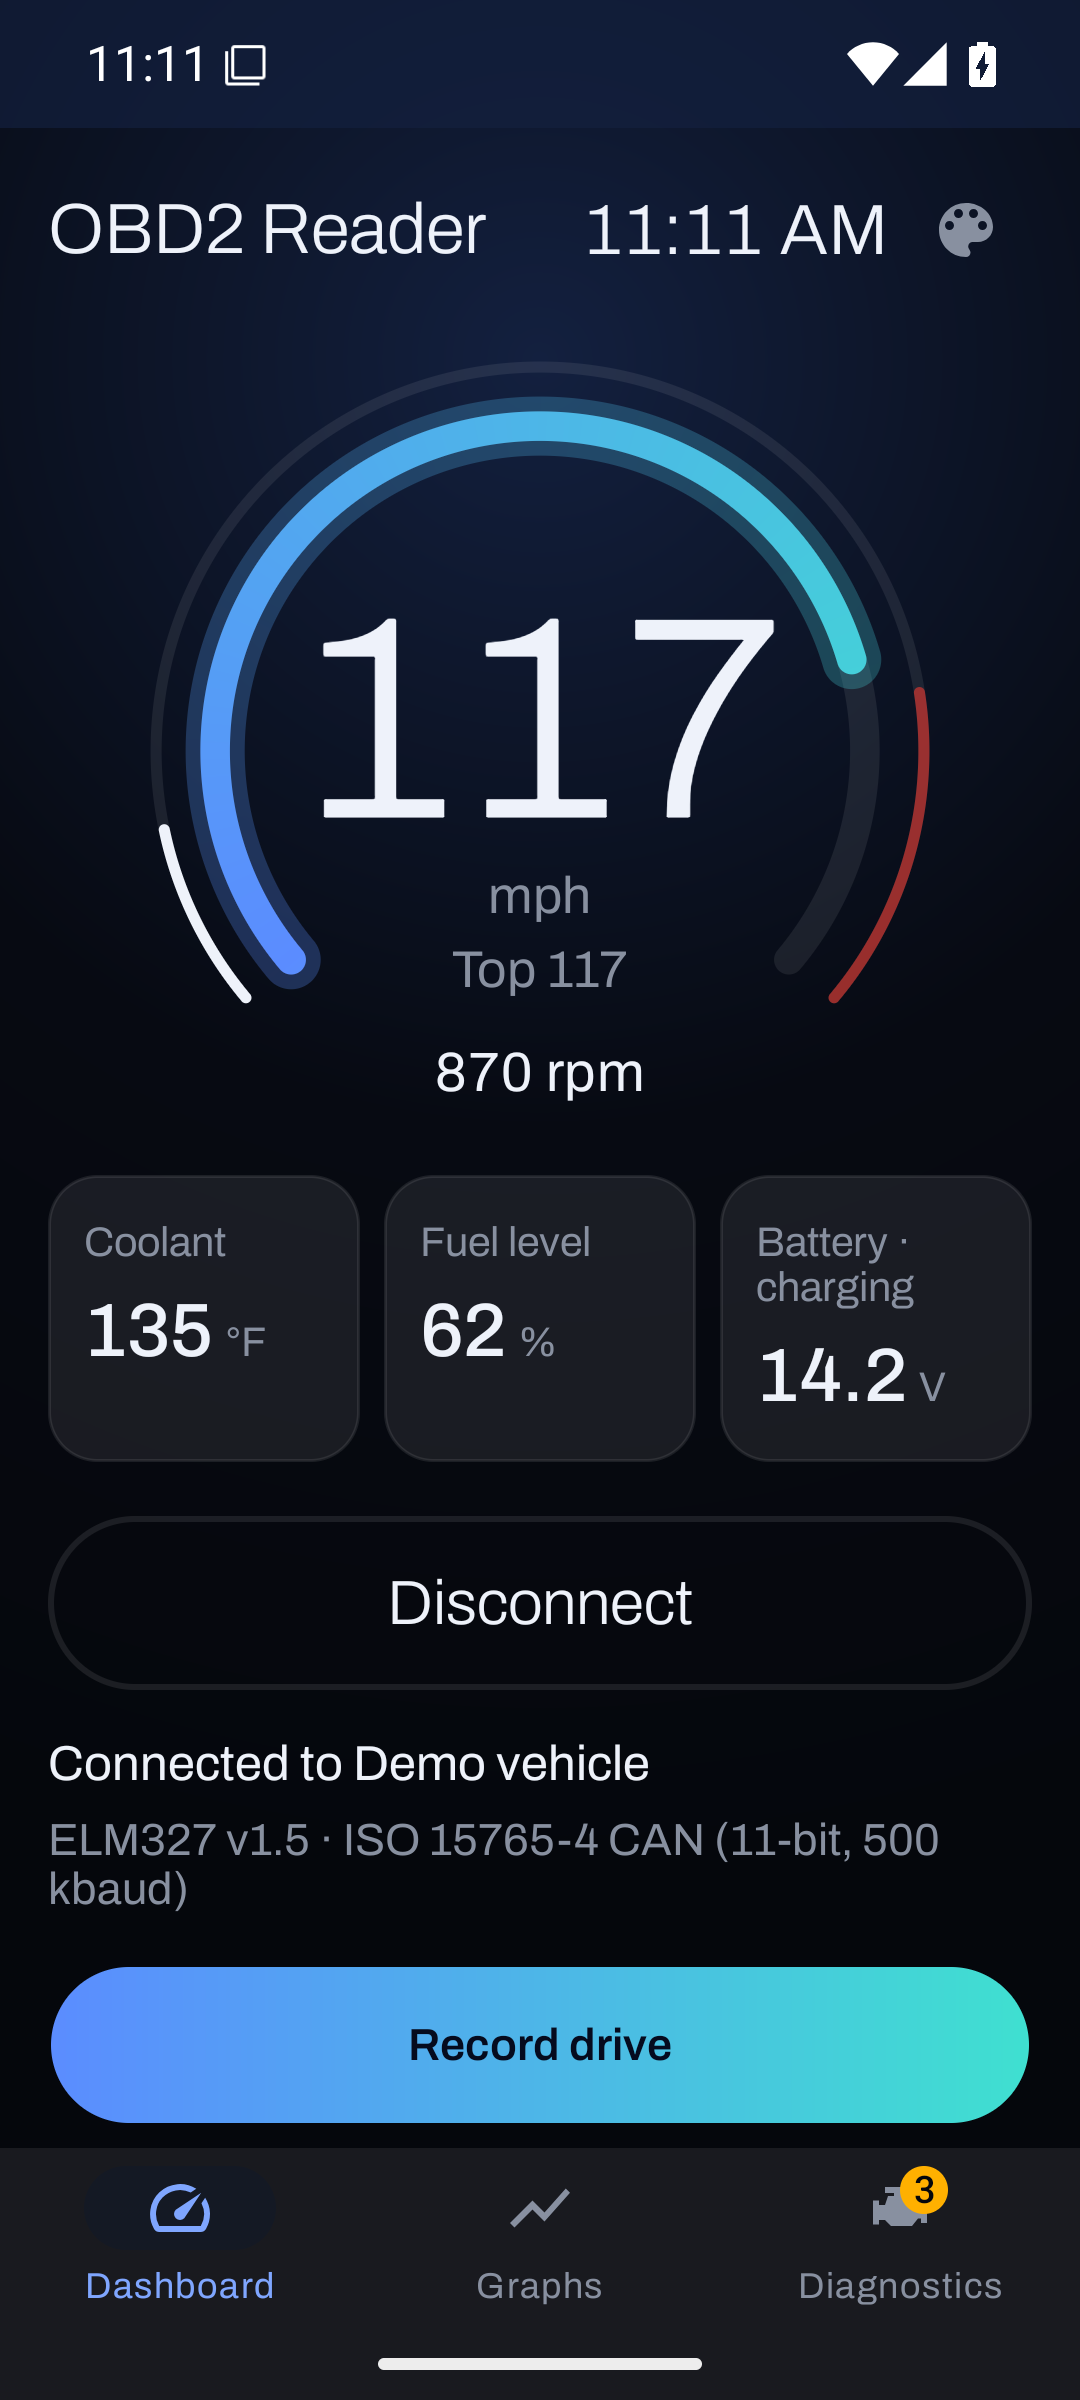 11:11
OBD2 Reader
11:11 AM
117
mph
Top 117
870 rpm
Coolant
135 °F
Fuel level
62 %
Battery ·
charging
14.2 V
Disconnect
Connected to Demo vehicle
ELM327 v1.5 · ISO 15765-4 CAN (11-bit, 500
kbaud)
Record drive
3
Dashboard
Graphs
Diagnostics